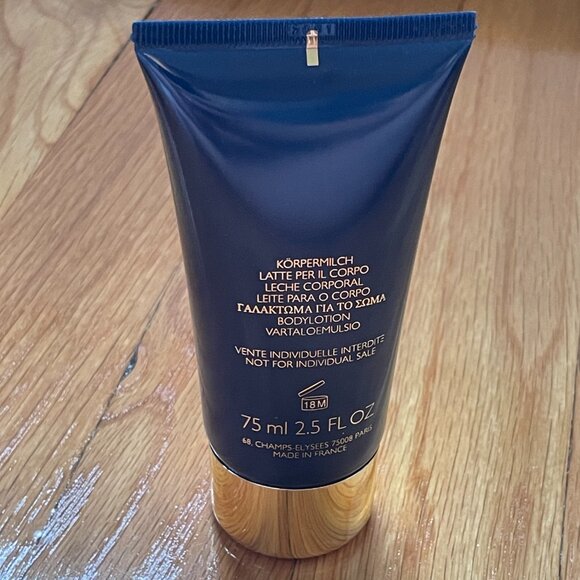 KÖRPERMILCH
LATTE PER IL CORPO
LECHE CORPORAL
LEITE PARA O CORPO
ΓΑΛΑΚΤΩΜΑ ΓΙΑ ΤΟ ΣΩΜΑ
BODYLOTION
VARTALOEMULSIO
VENTE INDIVIDUELLE INTERDITE
NOT FOR INDIVIDUAL SALE
18M
75 ml 2.5 FL OZ
68, CHAMPS-ELYSEES 75008 PARIS
MADE IN FRANCE